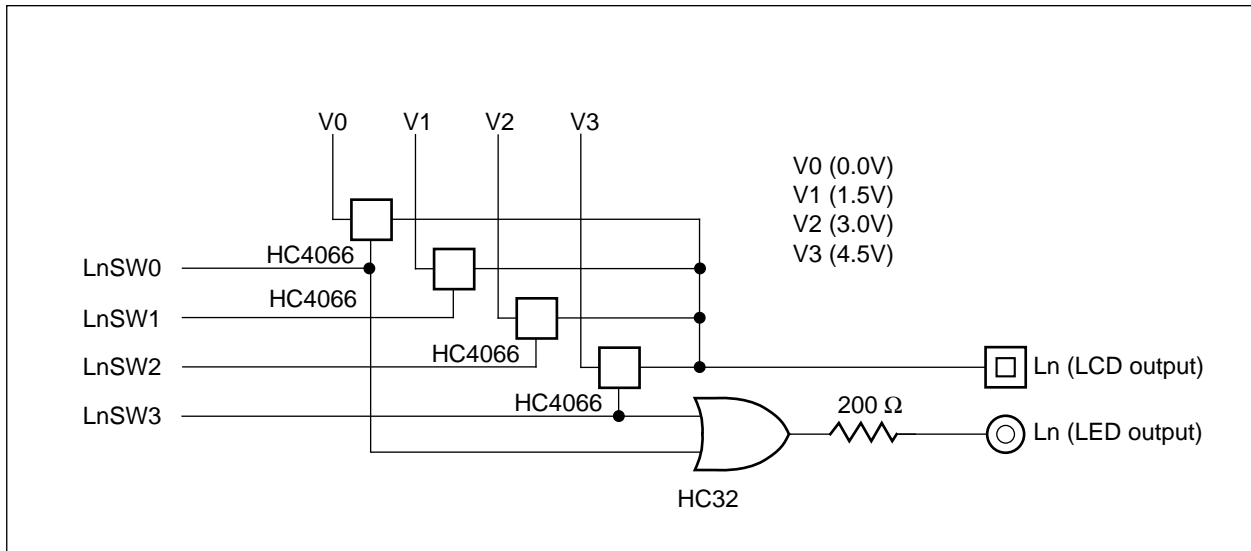 V0 V1 V2 V3
V0 (0.0V)
V1 (1.5V)
V2 (3.0V)
V3 (4.5V)
HC4066
LnSW0
HC4066
LnSW1
HC4066
LnSW2
Ln (LCD output)
HC4066
LnSW3
200 Ω
Ln (LED output)
HC32